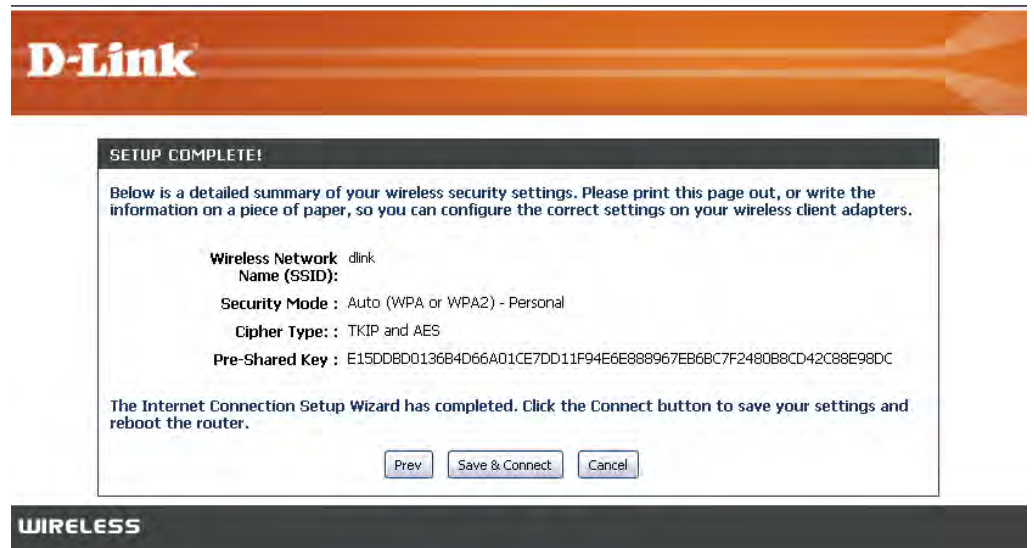 D-Link
SETUP COMPLETE!
Below is a detailed summary of your wireless security settings. Please print this page out, or write the
information on a piece of paper, so you can configure the correct settings on your wireless client adapters.
Wireless Network dlink
Name (SSID):
Security Mode : Auto (WPA or WPA2) - Personal
Cipher Type: : TKIP and AES
Pre-Shared Key : E15DDBD0136B4D66A01CE7DD11F94E6E888967EB6BC7F2480B8CD42C88E98DC
The Internet Connection Setup Wizard has completed. Click the Connect button to save your settings and
reboot the router.
Prev Save & Connect Cancel
WIRELESS